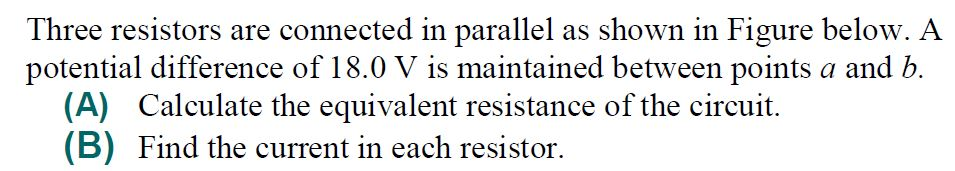 Three resistors are connected in parallel as shown in Figure below. A
potential difference of 18.0 V is maintained between points a and b.
(A) Calculate the equivalent resistance of the circuit.
(B) Find the current in each resistor.